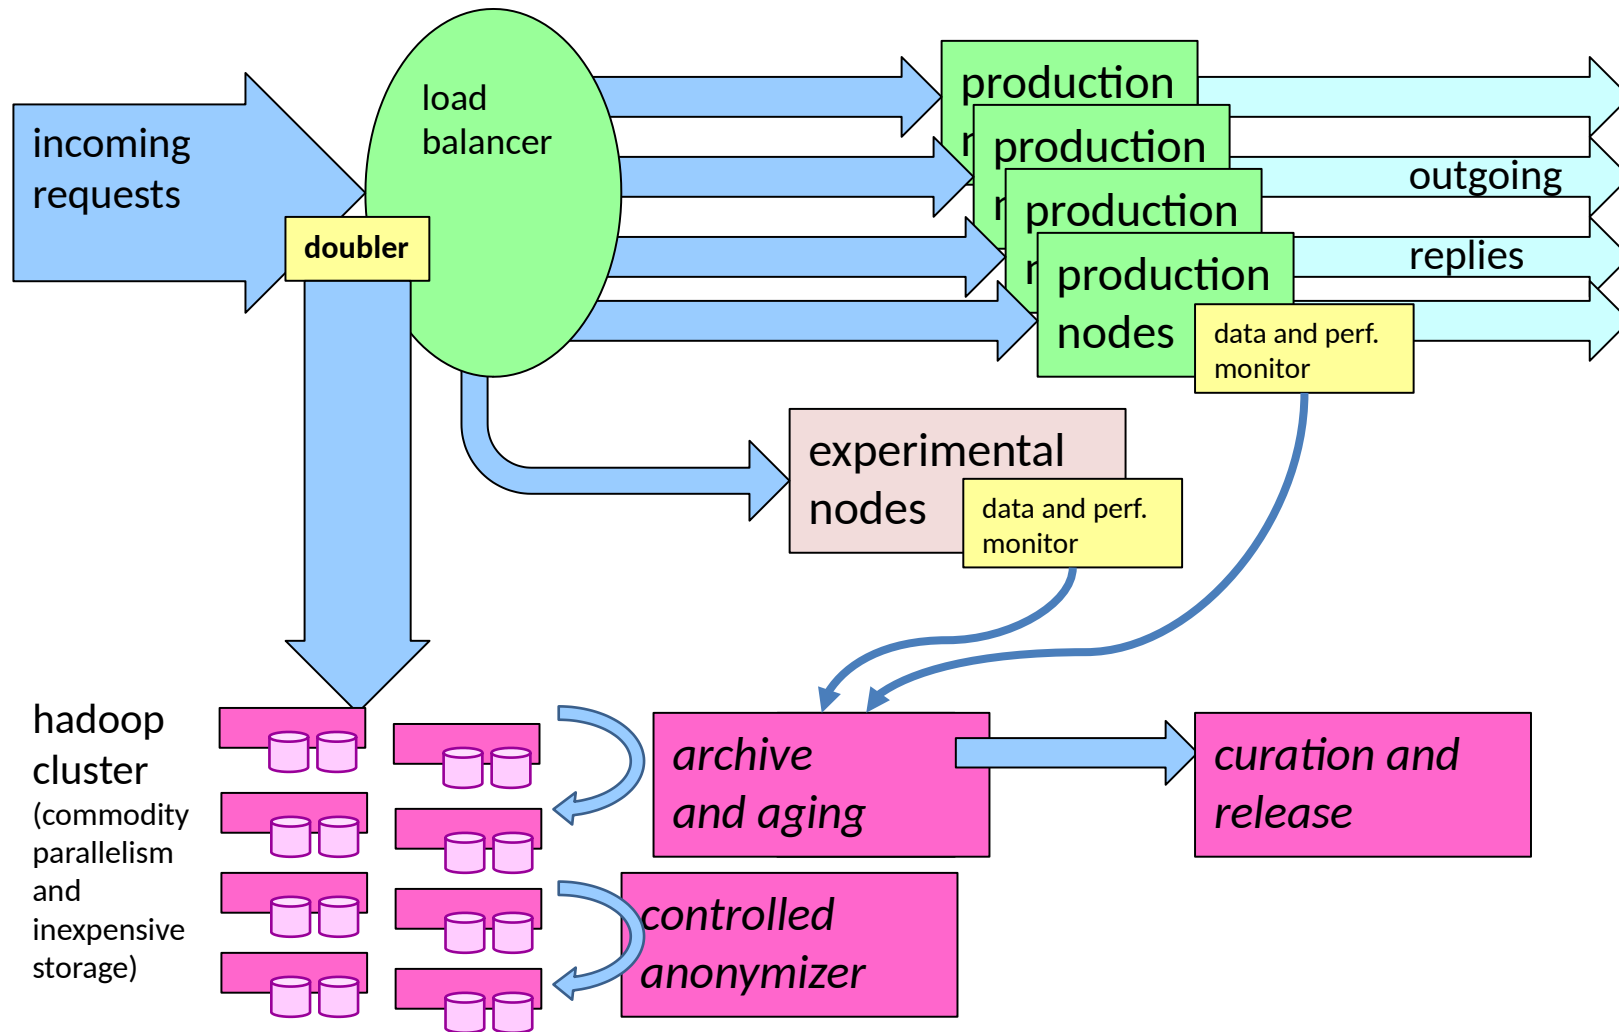 incoming
requests
load
balancer
doubler
production
production
production
production
nodes
data and perf.
monitor
outgoing
replies
experimental
nodes
data and perf.
monitor
hadoop
cluster
(commodity
parallelism
and
inexpensive
storage)
archive
and aging
curation and
release
controlled
anonymizer